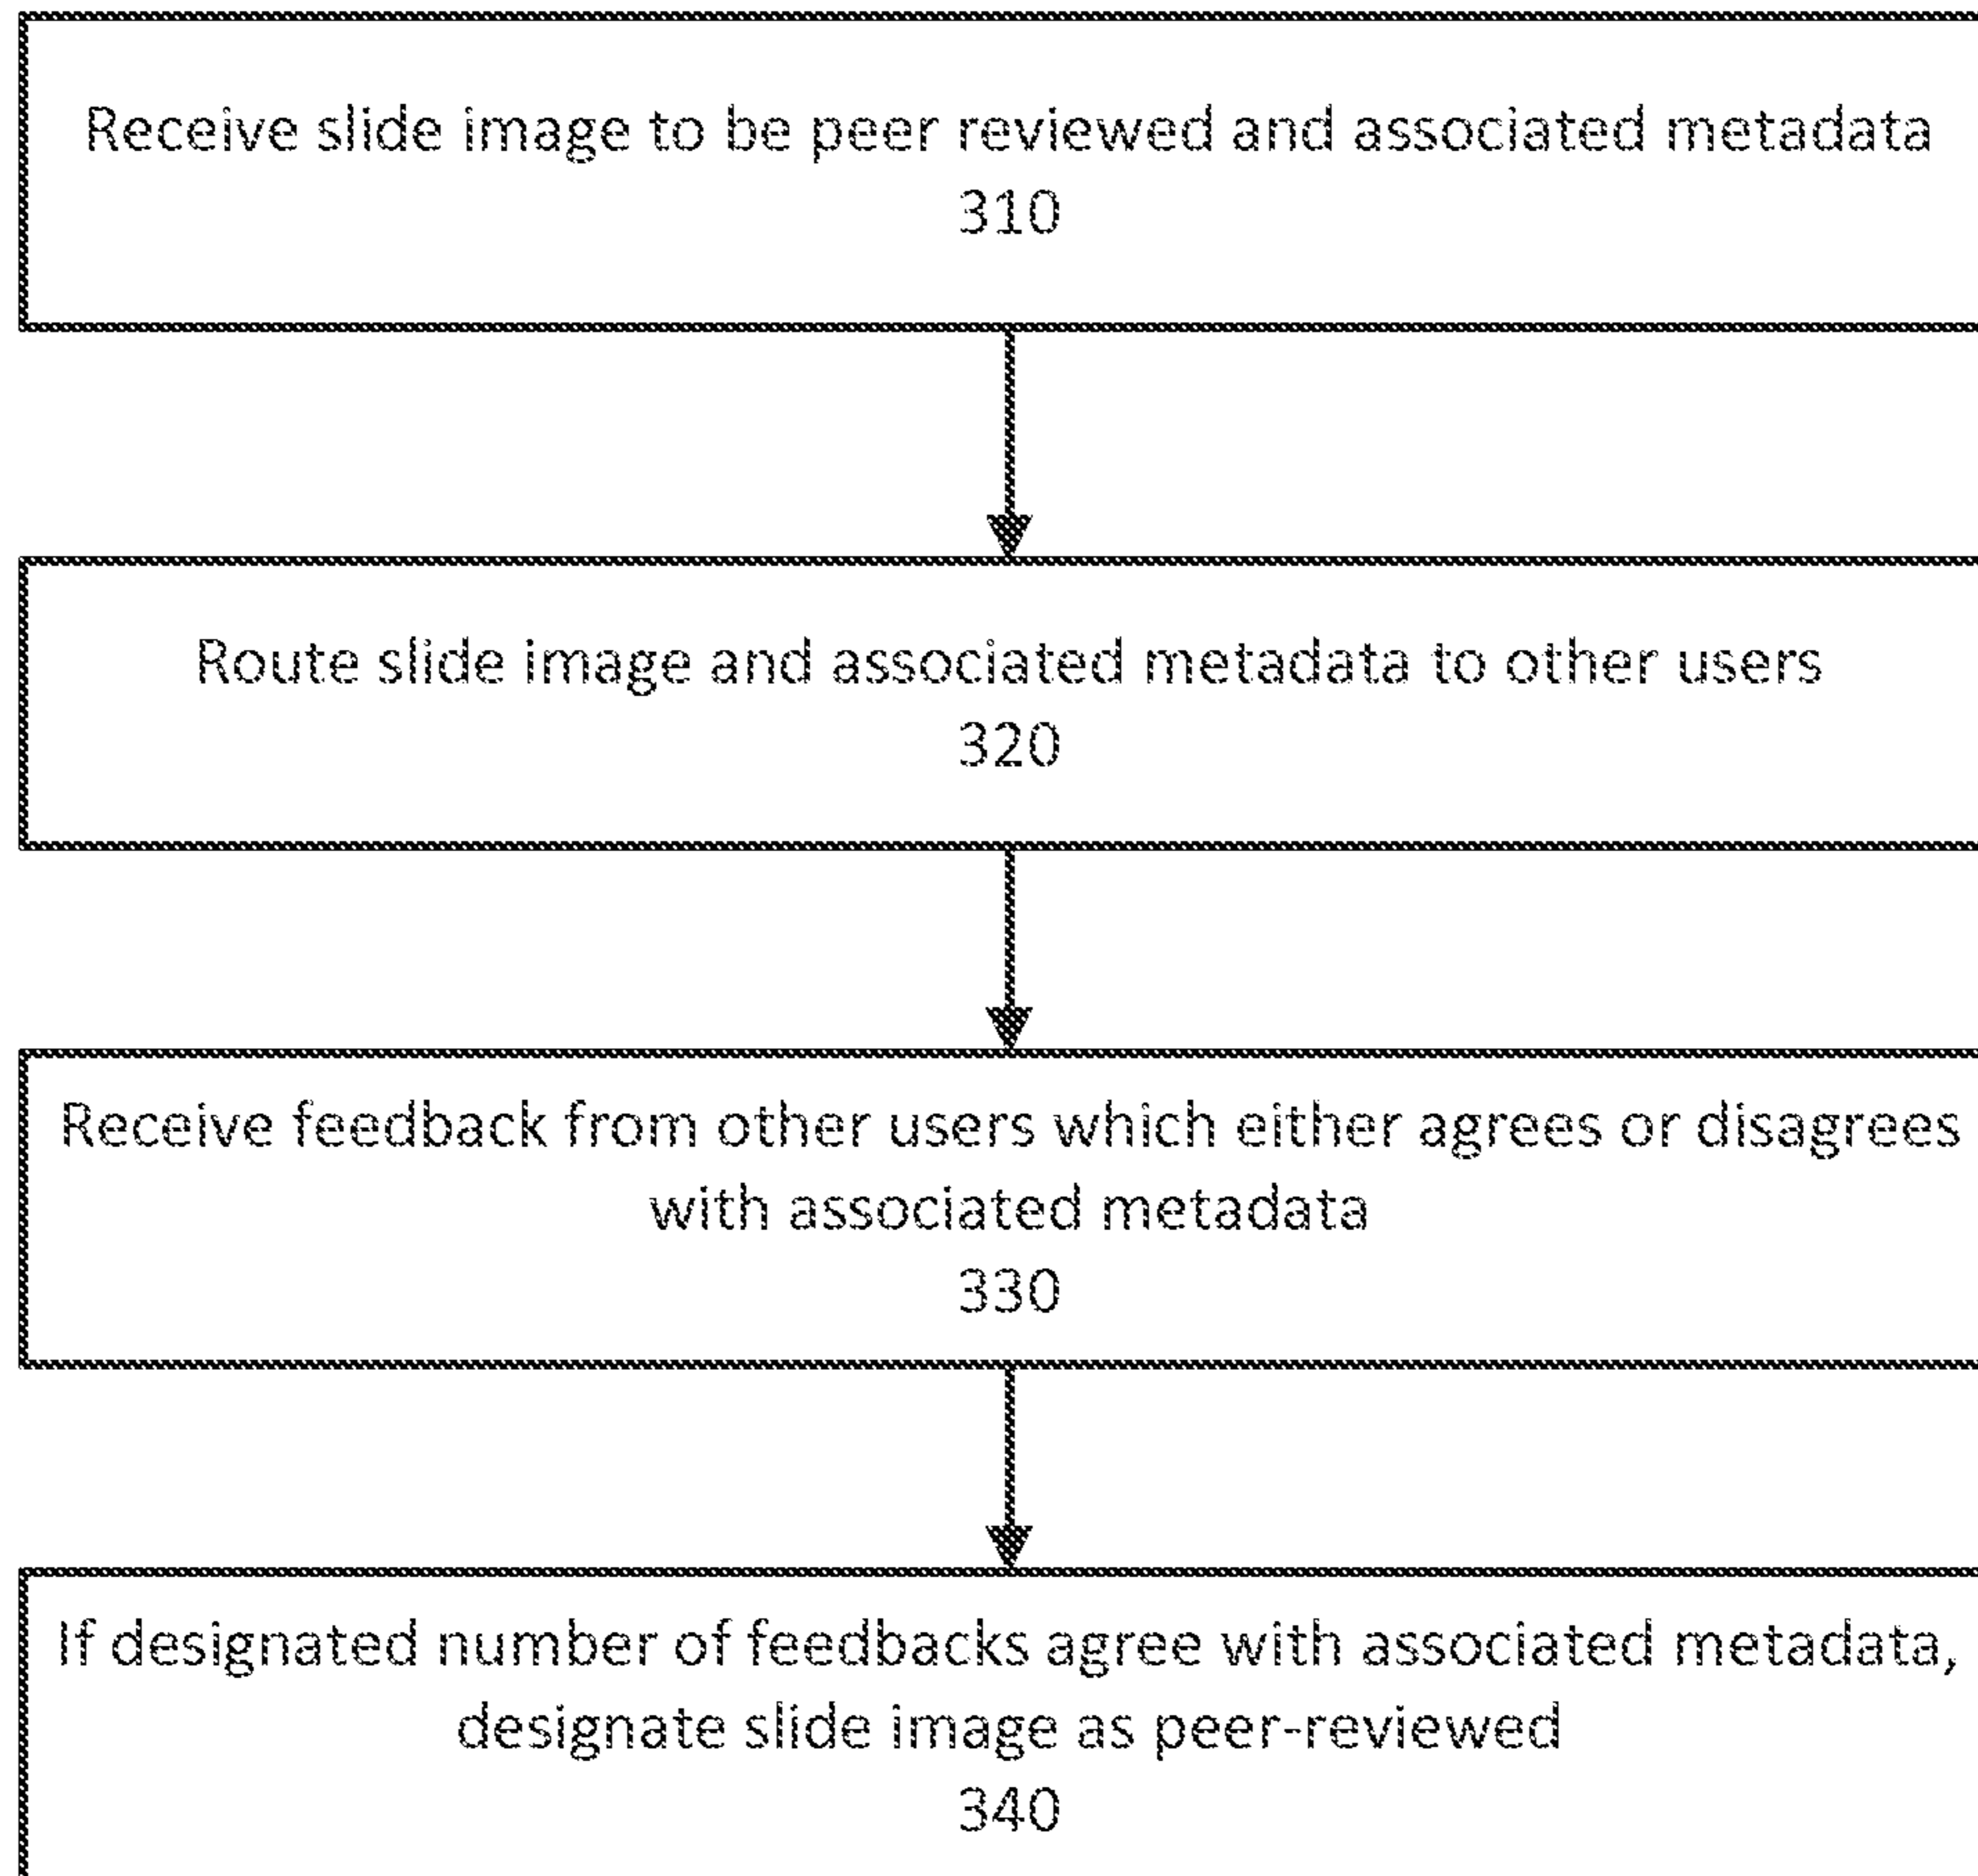 Receive slide image to be peer reviewed and associated metadata
310
Route slide image and associated metadata to other users
320
Receive feedback from other users which either agrees or disagrees
with associated metadata
330
If designated number of feedbacks agree with associated metadata,
designate slide image as peer-reviewed
340